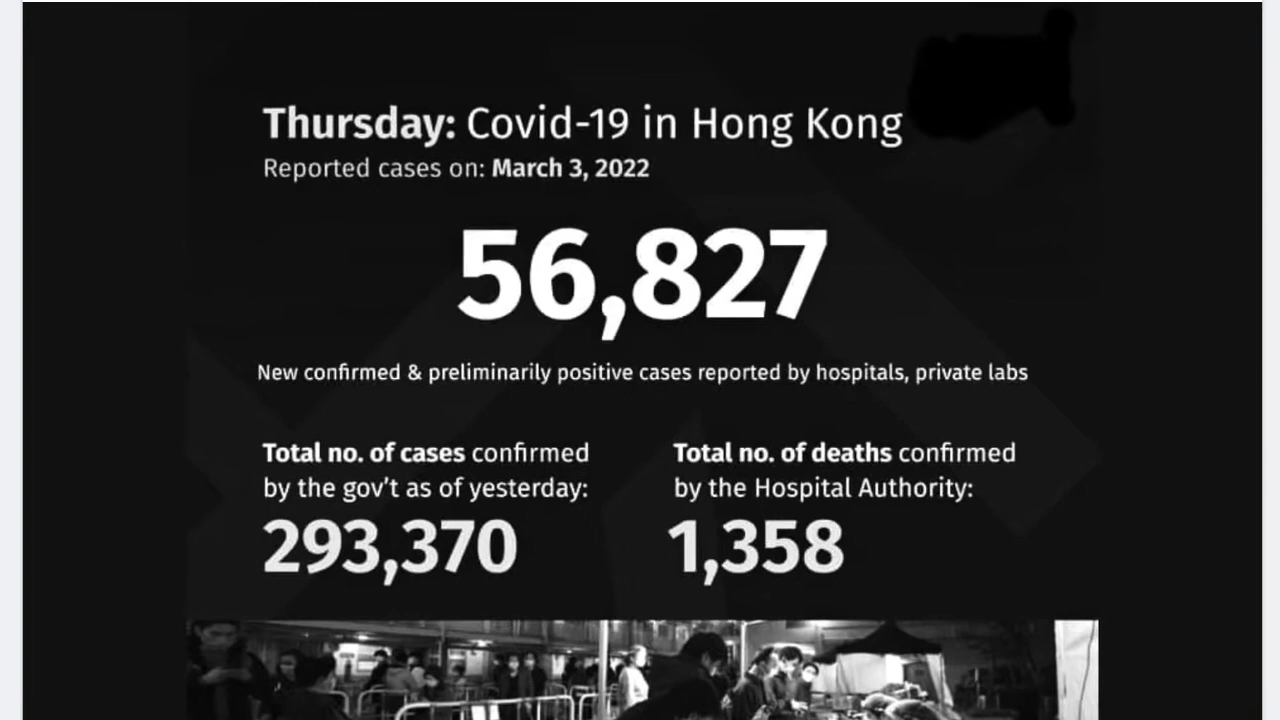 Thursday: Covid-19 in Hong Kong
Reported cases on: March 3, 2022
56,827
New confirmed & preliminarily positive cases reported by hospitals, private labs
Total no. of cases confirmed
by the gov’t as of yesterday:
293,370
Total no. of deaths confirmed
by the Hospital Authority:
1,358